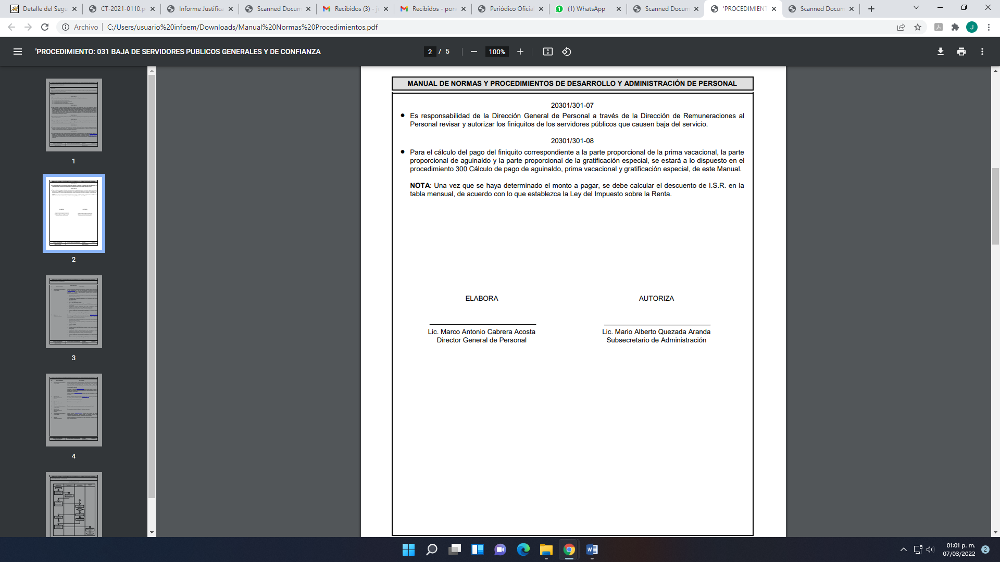 Detalle del Segu
CT-2021-0110.p
Informe Justifica
Scanned Docum
Recibidos (3) - j
Recibidos - pon
Periódico Oficia
(1) WhatsApp
Scanned Docum
'PROCEDIMIENT
Scanned Docum
Archivo
C:/Users/usuario%20infoem/Downloads/Manual%20Normas%20Procedimientos.pdf
J
'PROCEDIMIENTO: 031 BAJA DE SERVIDORES PUBLICOS GENERALES Y DE CONFIANZA
2 / 5
100%
1
2
3
4
MANUAL DE NORMAS Y PROCEDIMIENTOS DE DESARROLLO Y ADMINISTRACIÓN DE PERSONAL
20301/301-07
• Es responsabilidad de la Dirección General de Personal a través de la Dirección de Remuneraciones al
Personal revisar y autorizar los finiquitos de los servidores públicos que causen baja del servicio.
20301/301-08
• Para el cálculo del pago del finiquito correspondiente a la parte proporcional de la prima vacacional, la parte
proporcional de aguinaldo y la parte proporcional de la gratificación especial, se estará a lo dispuesto en el
procedimiento 300 Cálculo de pago de aguinaldo, prima vacacional y gratificación especial, de este Manual.
NOTA: Una vez que se haya determinado el monto a pagar, se debe calcular el descuento de I.S.R. en la
tabla mensual, de acuerdo con lo que establezca la Ley del Impuesto sobre la Renta.
ELABORA
AUTORIZA
Lic. Marco Antonio Cabrera Acosta
Director General de Personal
Lic. Mario Alberto Quezada Aranda
Subsecretario de Administración
01:01 p. m.
07/03/2022
2